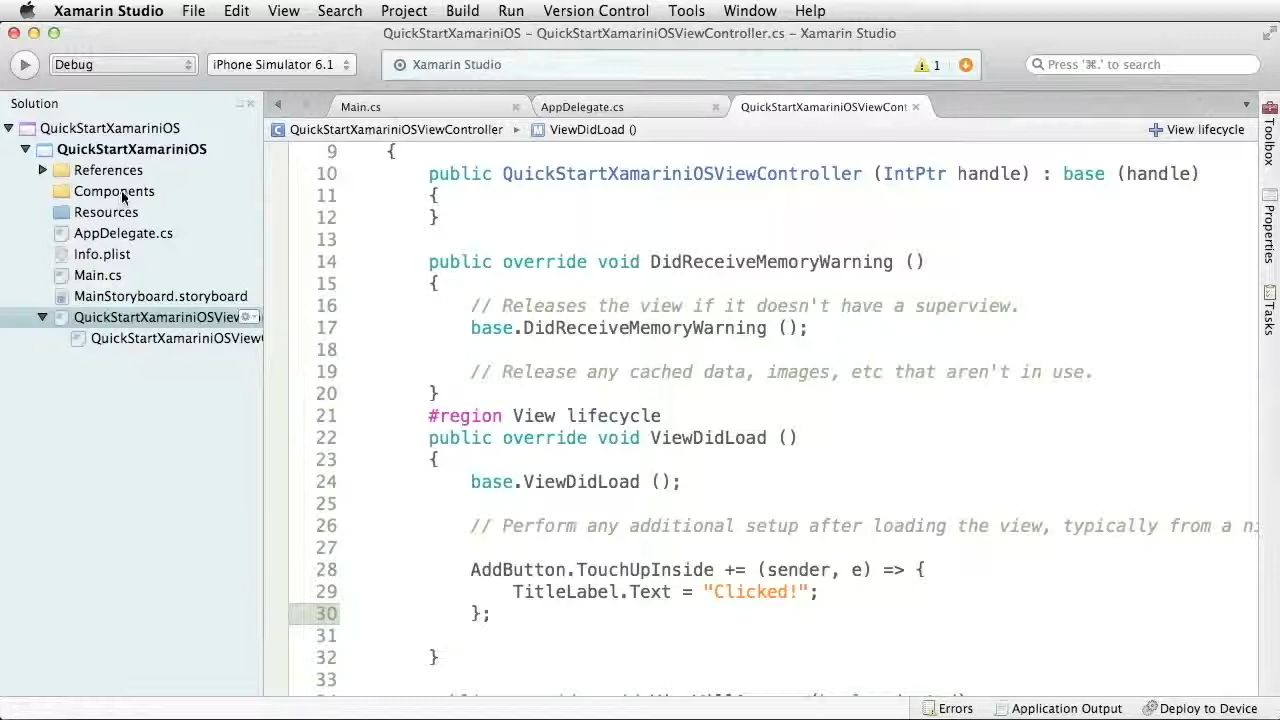 Xamarin Studio File Edit View Search Project Build Run Version Control Tools Window Help
QuickStartXamariniOS – QuickStartXamariniOSViewController.cs – Xamarin Studio
Debug iPhone Simulator 6.1 Xamarin Studio 1 Press '⌘.' to search
Solution
QuickStartXamariniOS
QuickStartXamariniOS
References
Components
Resources
AppDelegate.cs
Info.plist
Main.cs
MainStoryboard.storyboard
QuickStartXamariniOSView
QuickStartXamariniOSViewC
Main.cs AppDelegate.cs QuickStartXamariniOSViewCont
QuickStartXamariniOSViewController ViewDidLoad () View lifecycle
9 {
10 public QuickStartXamariniOSViewController (IntPtr handle) : base (handle)
11 {
12 }
13
14 public override void DidReceiveMemoryWarning ()
15 {
16 // Releases the view if it doesn't have a superview.
17 base.DidReceiveMemoryWarning ();
18
19 // Release any cached data, images, etc that aren't in use.
20 }
21 #region View lifecycle
22 public override void ViewDidLoad ()
23 {
24 base.ViewDidLoad ();
25
26 // Perform any additional setup after loading the view, typically from a ni
27
28 AddButton.TouchUpInside += (sender, e) => {
29 TitleLabel.Text = "Clicked!";
30 };
31
32 }
33
Toolbox
Properties
Tasks
Errors Application Output Deploy to Device